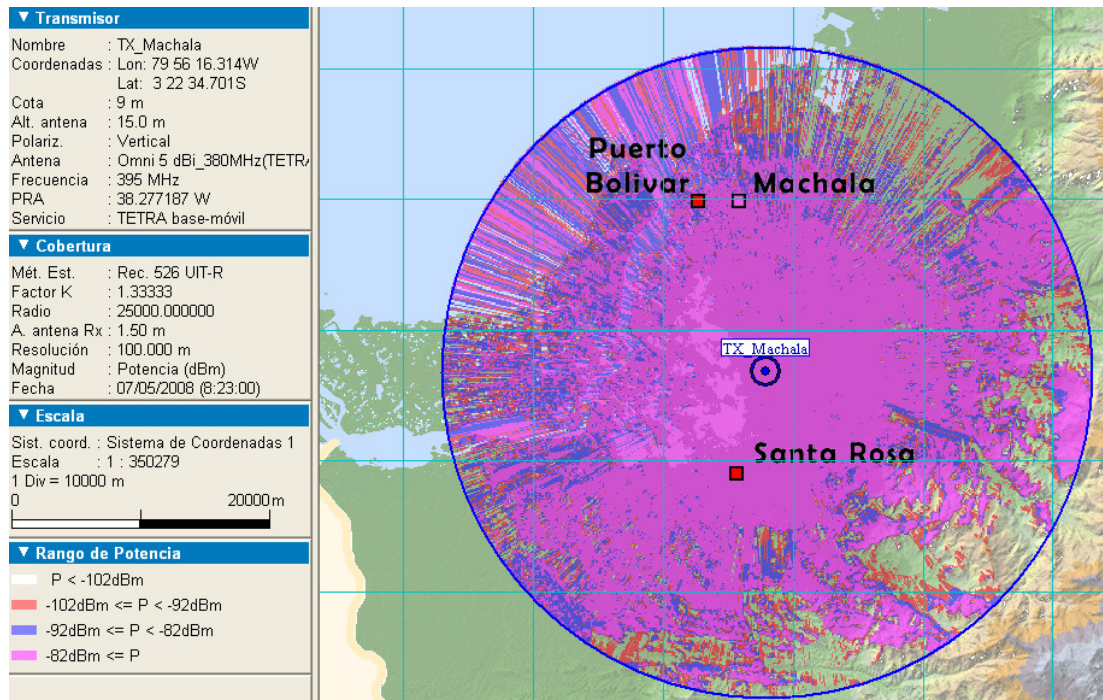 ▼ Transmisor
Nombre : TX_Machala
Coordenadas : Lon: 79 56 16.314W
Lat: 3 22 34.701S
Cota : 9 m
Alt. antena : 15.0 m
Polariz. : Vertical
Antena : Omni 5 dBi_380MHz(TETRA
Frecuencia : 395 MHz
PRA : 38.277187 W
Servicio : TETRA base-móvil
▼ Cobertura
Mét. Est. : Rec. 526 UIT-R
Factor K : 1.33333
Radio : 25000.000000
A. antena Rx : 1.50 m
Resolución : 100.000 m
Magnitud : Potencia (dBm)
Fecha : 07/05/2008 (8:23:00)
▼ Escala
Sist. coord. : Sistema de Coordenadas 1
Escala : 1 : 350279
1 Div = 10000 m
0 20000m
▼ Rango de Potencia
P < -102dBm
-102dBm <= P < -92dBm
-92dBm <= P < -82dBm
-82dBm <= P
Puerto
Bolivar
Machala
TX_Machala
Santa Rosa